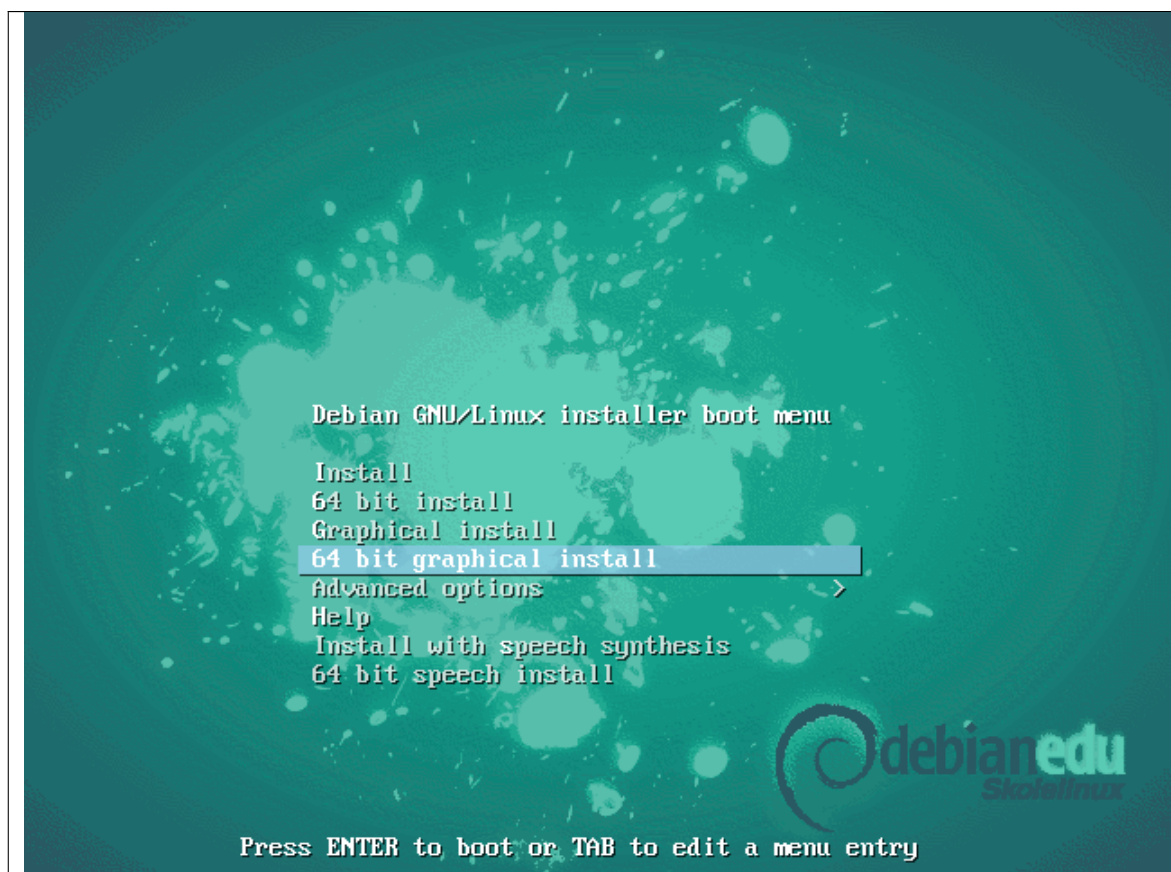 Debian GNU/Linux installer boot menu
Install
64 bit install
Graphical install
64 bit graphical install
Advanced options >
Help
Install with speech synthesis
64 bit speech install
debianedu
Skolelinux
Press ENTER to boot or TAB to edit a menu entry